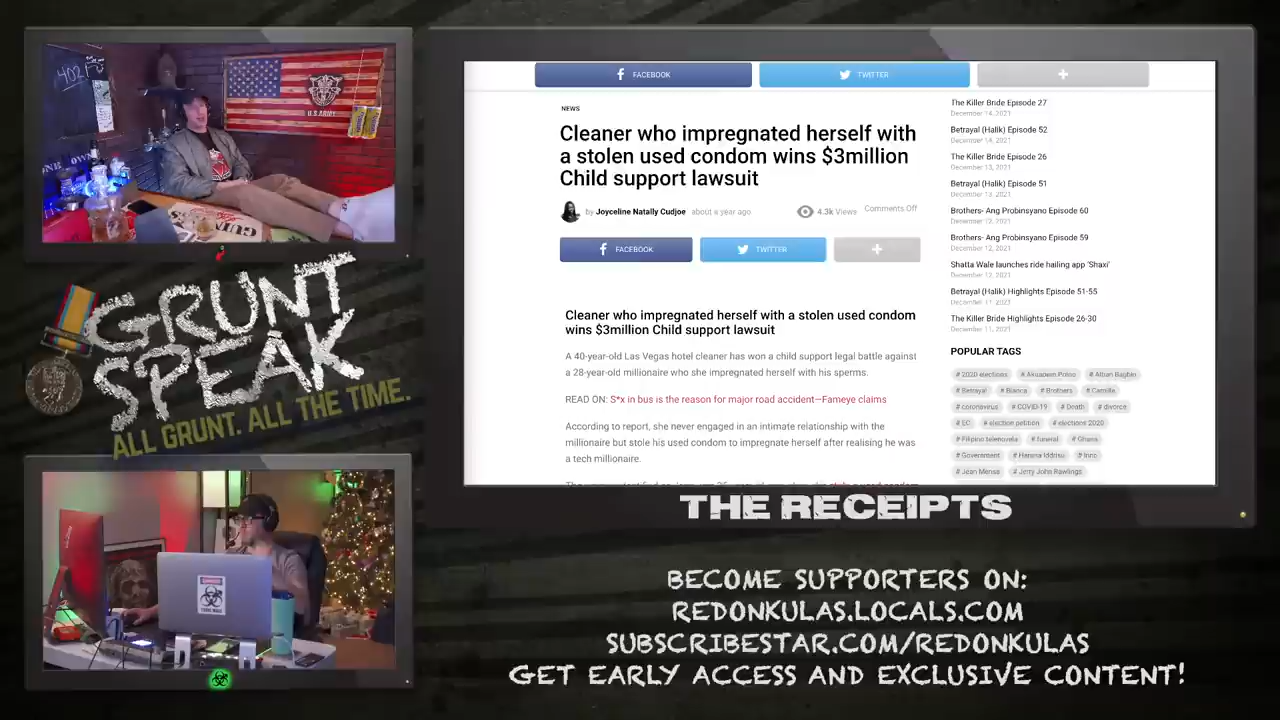 402
U.S. ARMY
GRUNT
SPEAK
ALL GRUNT. ALL THE TIME.
FACEBOOK
TWITTER
+
NEWS
Cleaner who impregnated herself with
a stolen used condom wins $3million
Child support lawsuit
by Joyceline Natally Cudjoe about a year ago
4.3k Views
Comments Off
FACEBOOK
TWITTER
+
Cleaner who impregnated herself with a stolen used condom
wins $3million Child support lawsuit
A 40-year-old Las Vegas hotel cleaner has won a child support legal battle against
a 28-year-old millionaire who she impregnated herself with his sperms.
READ ON: S*x in bus is the reason for major road accident—Fameye claims
According to report, she never engaged in an intimate relationship with the
millionaire but stole his used condom to impregnate herself after realising he was
a tech millionaire.
The Killer Bride Episode 27
December 14, 2021
Betrayal (Halik) Episode 52
December 14, 2021
The Killer Bride Episode 26
December 13, 2021
Betrayal (Halik) Episode 51
December 13, 2021
Brothers- Ang Probinsyano Episode 60
December 12, 2021
Brothers- Ang Probinsyano Episode 59
December 12, 2021
Shatta Wale launches ride hailing app 'Shaxi'
December 12, 2021
Betrayal (Halik) Highlights Episode 51-55
December 11, 2021
The Killer Bride Highlights Episode 26-30
December 11, 2021
POPULAR TAGS
# 2020 elections # Akuapem Poloo # Alban Bagbin
# Betrayal # Bianca # Brothers # Camille
# coronavirus # COVID-19 # Death # divorce
# EC # election petition # elections 2020
# Filipino telenovela # funeral # Ghana
# Government # Hanna Iddrisu # Inno
# Jean Mensa # Jerry John Rawlings
THE RECEIPTS
BECOME SUPPORTERS ON:
REDONKULAS.LOCALS.COM
SUBSCRIBESTAR.COM/REDONKULAS
GET EARLY ACCESS AND EXCLUSIVE CONTENT!